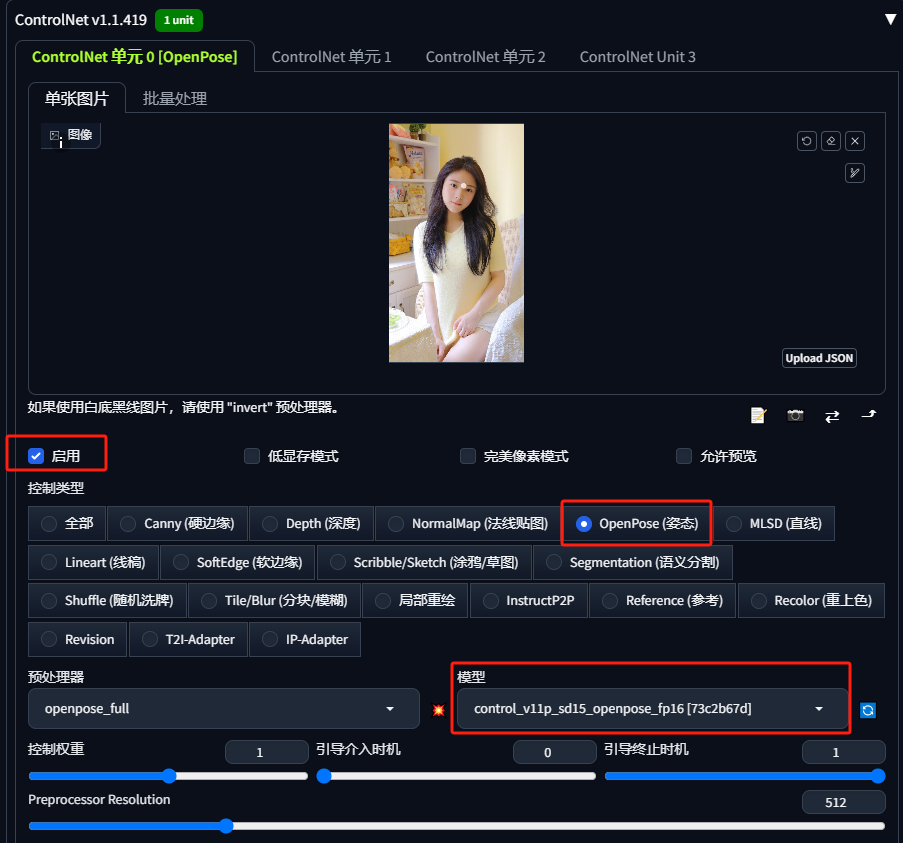 ControlNet v1.1.419 1 unit
ControlNet 单元 0 [OpenPose] ControlNet 单元 1 ControlNet 单元 2 ControlNet Unit 3
单张图片 批量处理
图像
Upload JSON
如果使用白底黑线图片，请使用 "invert" 预处理器。
启用 低显存模式 完美像素模式 允许预览
控制类型
全部 Canny (硬边缘) Depth (深度) NormalMap (法线贴图) OpenPose (姿态) MLSD (直线)
Lineart (线稿) SoftEdge (软边缘) Scribble/Sketch (涂鸦/草图) Segmentation (语义分割)
Shuffle (随机洗牌) Tile/Blur (分块/模糊) 局部重绘 InstructP2P Reference (参考) Recolor (重上色)
Revision T2I-Adapter IP-Adapter
预处理器 模型
openpose_full control_v11p_sd15_openpose_fp16 [73c2b67d]
控制权重 1 引导介入时机 0 引导终止时机 1
Preprocessor Resolution 512